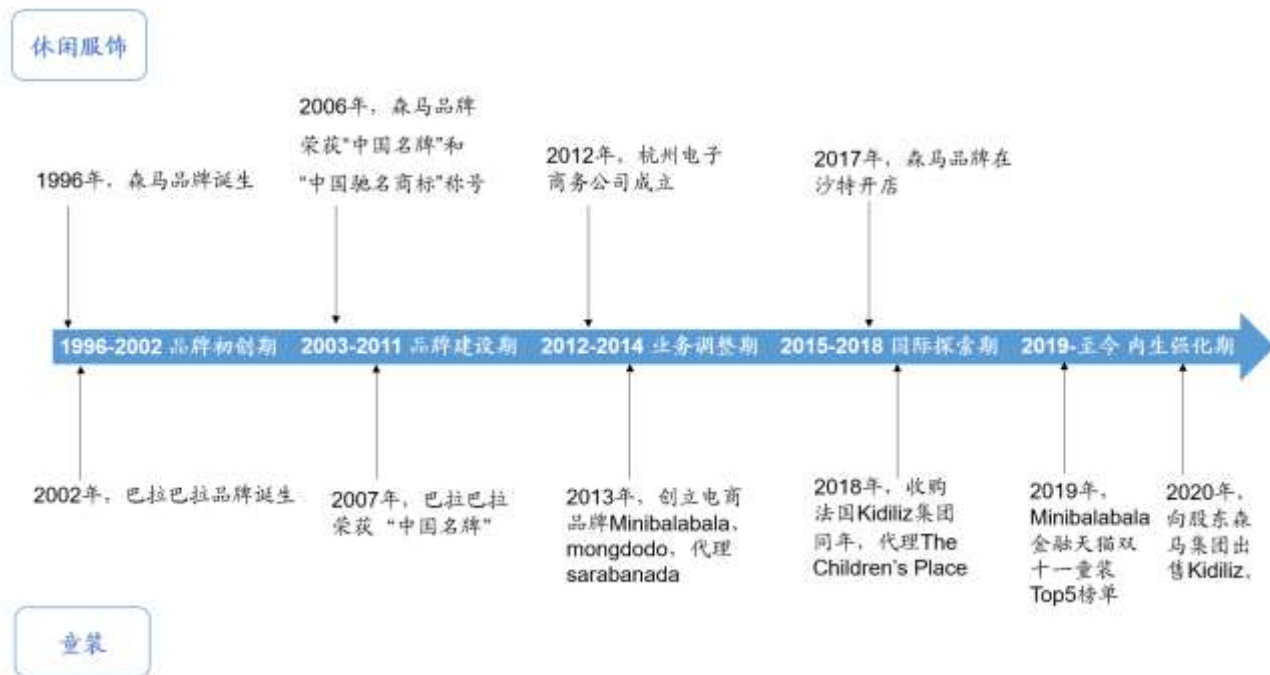 休闲服饰
1996年，森马品牌诞生
2006年，森马品牌
荣获“中国名牌”和
“中国驰名商标”称号
2012年，杭州电子
商务公司成立
2017年，森马品牌在
沙特开店
1996-2002 品牌初创期
2003-2011 品牌建设期
2012-2014 业务调整期
2015-2018 国际探索期
2019-至今 内生强化期
2002年，巴拉巴拉品牌诞生
2007年，巴拉巴拉
荣获 “中国名牌”
2013年，创立电商
品牌Minibalabala、
mongdodo，代理
sarabanada
2018年，收购
法国Kidiliz集团
同年，代理The
Children's Place
2019年，
Minibalabala
金融天猫双
十一童装
Top5榜单
2020年，
向股东森
马集团出
售Kidiliz、
童装